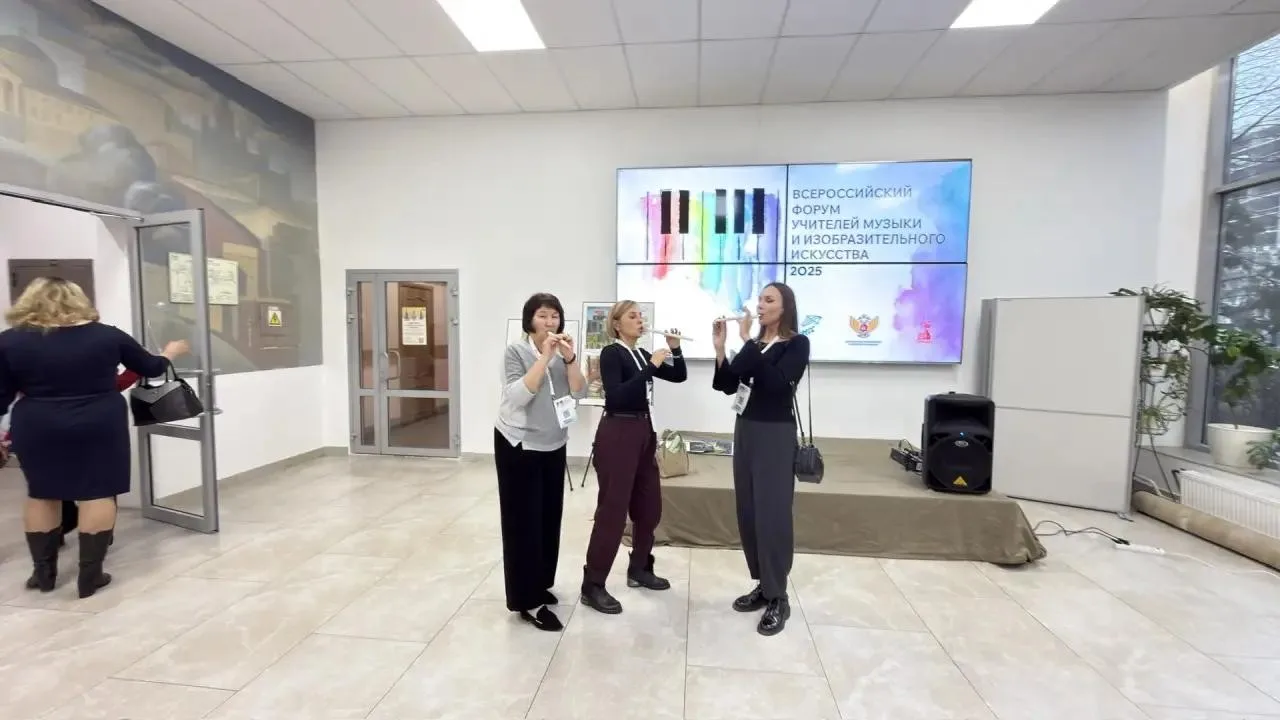 ВСЕРОССИЙСКИЙ
ФОРУМ
УЧИТЕЛЕЙ МУЗЫКИ
И ИЗОБРАЗИТЕЛЬНОГО
ИСКУССТВА
2025